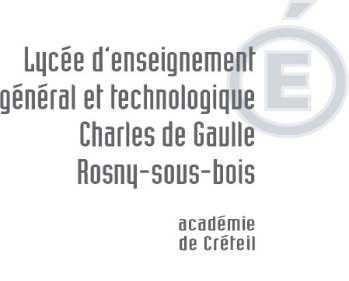 Lycée d'enseignement
général et technologique
Charles de Gaulle
Rosny-sous-bois
académie
de Créteil
É